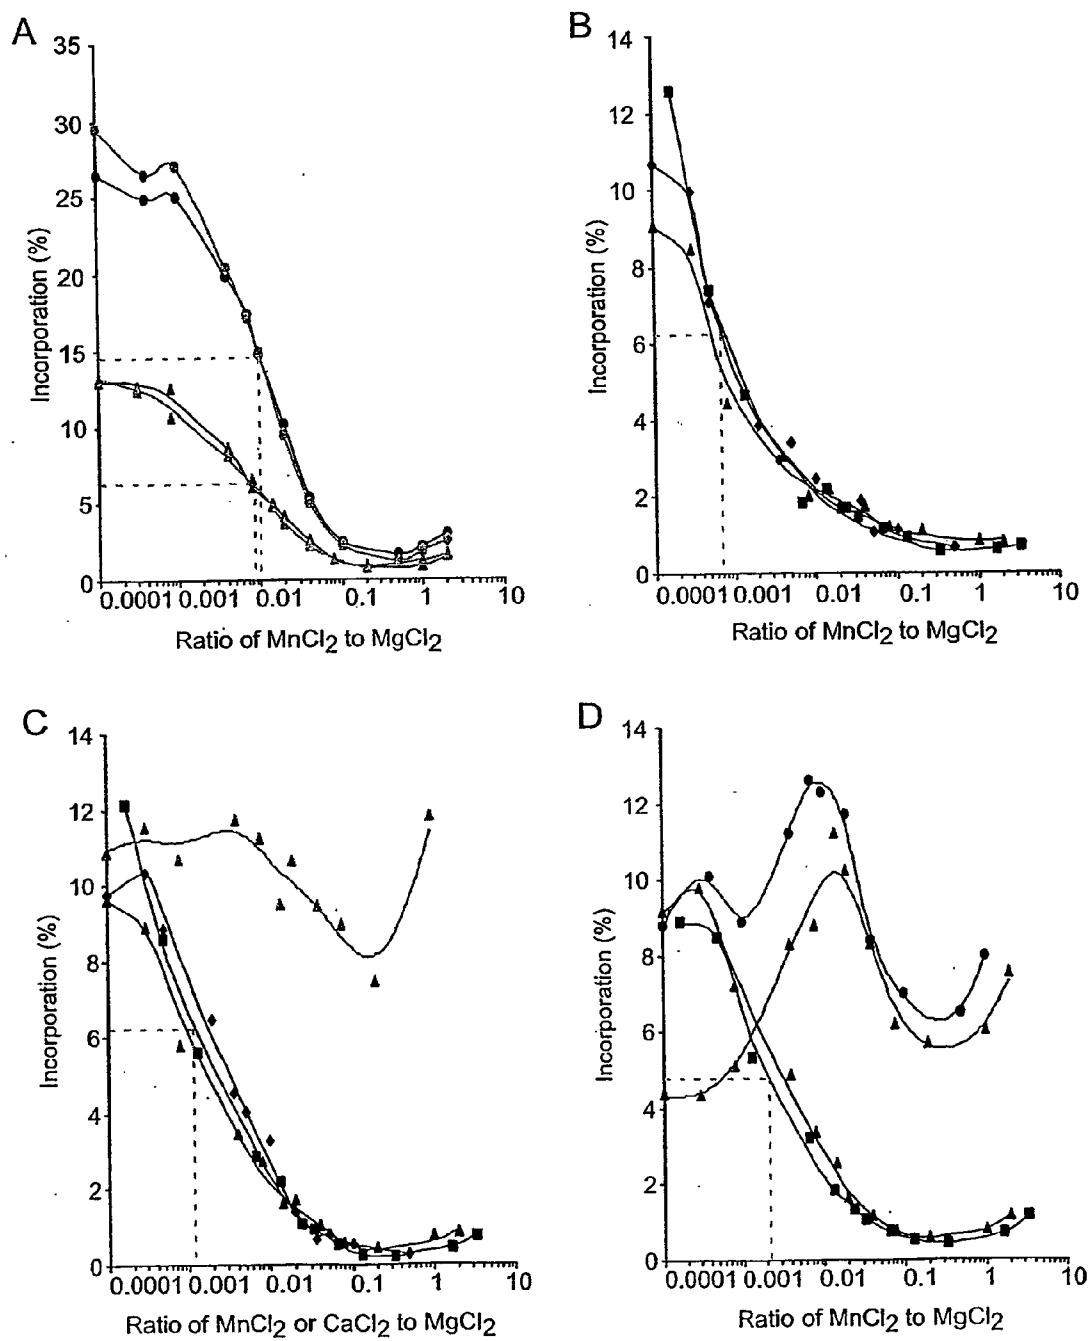 A
35
30
25
20
15
10
5
0
Incorporation (%)
0.0001 0.001 0.01 0.1 1 10
Ratio of MnCl2 to MgCl2
B
14
12
10
8
6
4
2
0
Incorporation (%)
0.0001 0.001 0.01 0.1 1 10
Ratio of MnCl2 to MgCl2
C
14
12
10
8
6
4
2
0
Incorporation (%)
0.0001 0.001 0.01 0.1 1 10
Ratio of MnCl2 or CaCl2 to MgCl2
D
14
12
10
8
6
4
2
0
Incorporation (%)
0.0001 0.001 0.01 0.1 1 10
Ratio of MnCl2 to MgCl2